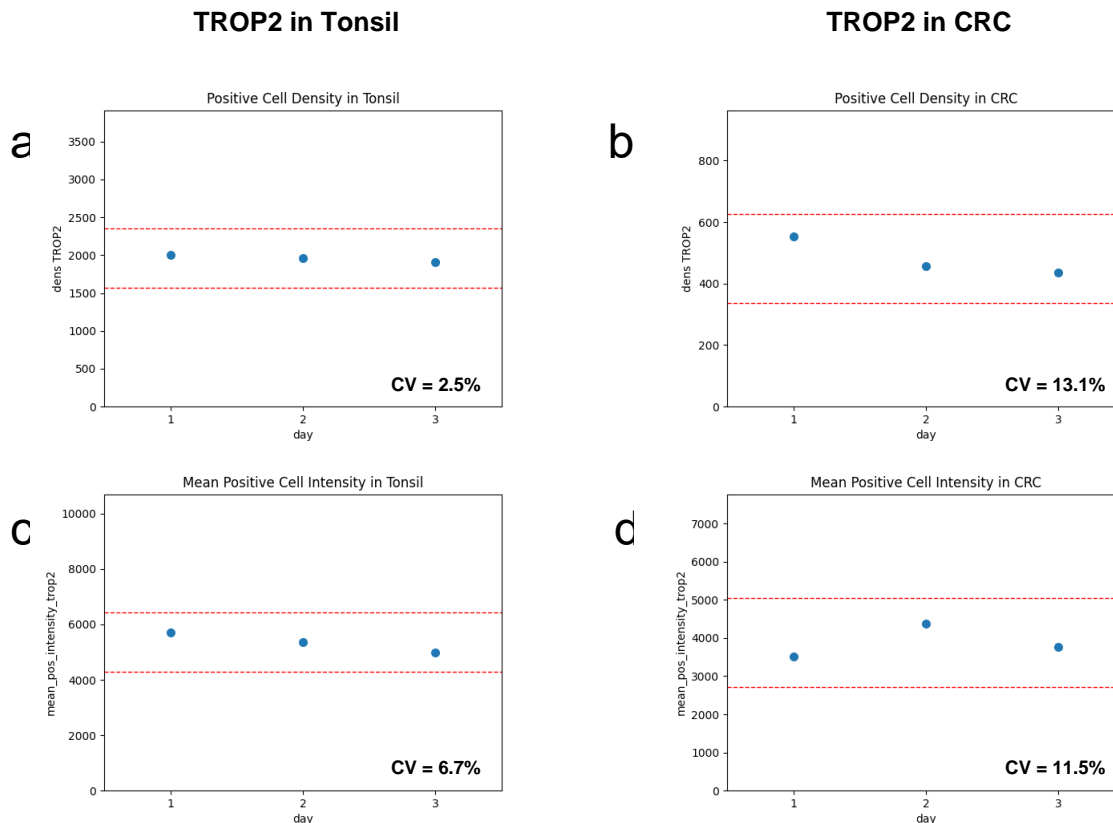 TROP2 in Tonsil
TROP2 in CRC
a
Positive Cell Density in Tonsil
dens TROP2
3500
3000
2500
2000
1500
1000
500
0
CV = 2.5%
1 2 3
day
b
Positive Cell Density in CRC
dens TROP2
800
600
400
200
0
CV = 13.1%
1 2 3
day
c
Mean Positive Cell Intensity in Tonsil
mean_pos_intensity_trop2
10000
8000
6000
4000
2000
0
CV = 6.7%
1 2 3
day
d
Mean Positive Cell Intensity in CRC
mean_pos_intensity_trop2
7000
6000
5000
4000
3000
2000
1000
0
CV = 11.5%
1 2 3
day